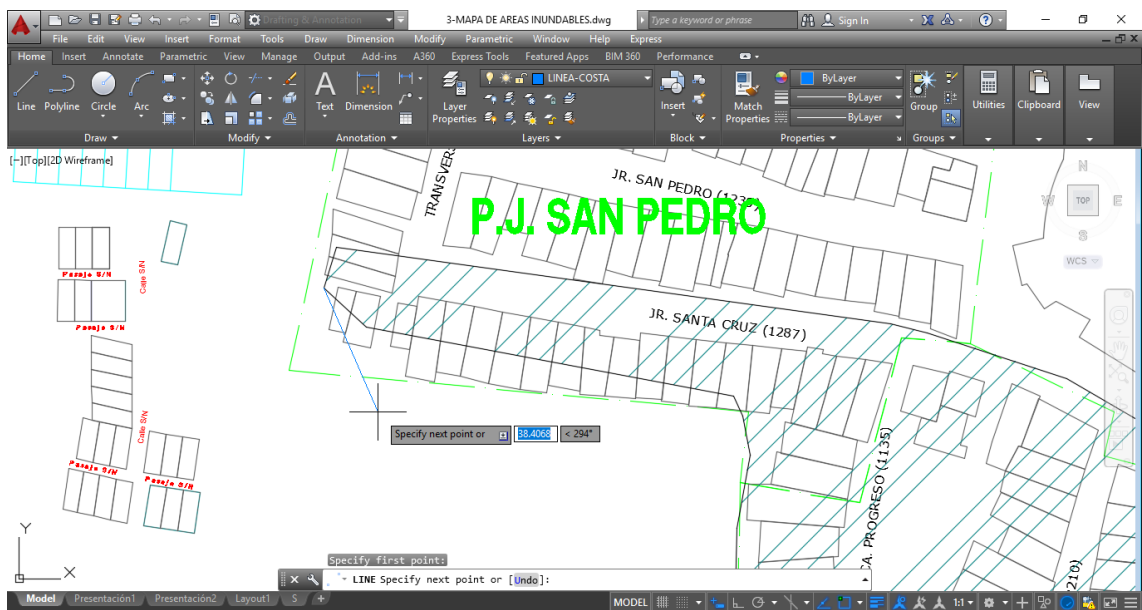 Drafting & Annotation
3-MAPA DE AREAS INUNDABLES.dwg
Type a keyword or phrase
Sign In
File Edit View Insert Format Tools Draw Dimension Modify Parametric Window Help Express
Home Insert Annotate Parametric View Manage Output Add-ins A360 Express Tools Featured Apps BIM 360 Performance
Line Polyline Circle Arc
Text Dimension
Layer Properties
LINEA-COSTA
Insert
Match Properties
ByLayer
ByLayer
ByLayer
Group
Utilities Clipboard View
Draw Modify Annotation Layers Block Properties Groups
[-][Top][2D Wireframe]
JR. SAN PEDRO (1239)
P.J. SAN PEDRO
N
W TOP E
S
WCS
Pasaje S/N
Calle S/N
Pasaje S/N
JR. SANTA CRUZ (1287)
Calle S/N
Pasaje S/N
Pasaje S/N
CA. PROGRESO (1135)
Specify next point or 38.4068 < 294°
Y
X
Specify first point:
LINE Specify next point or [Undo]:
Model Presentación1 Presentación2 Layout1 S +
MODEL 1:1